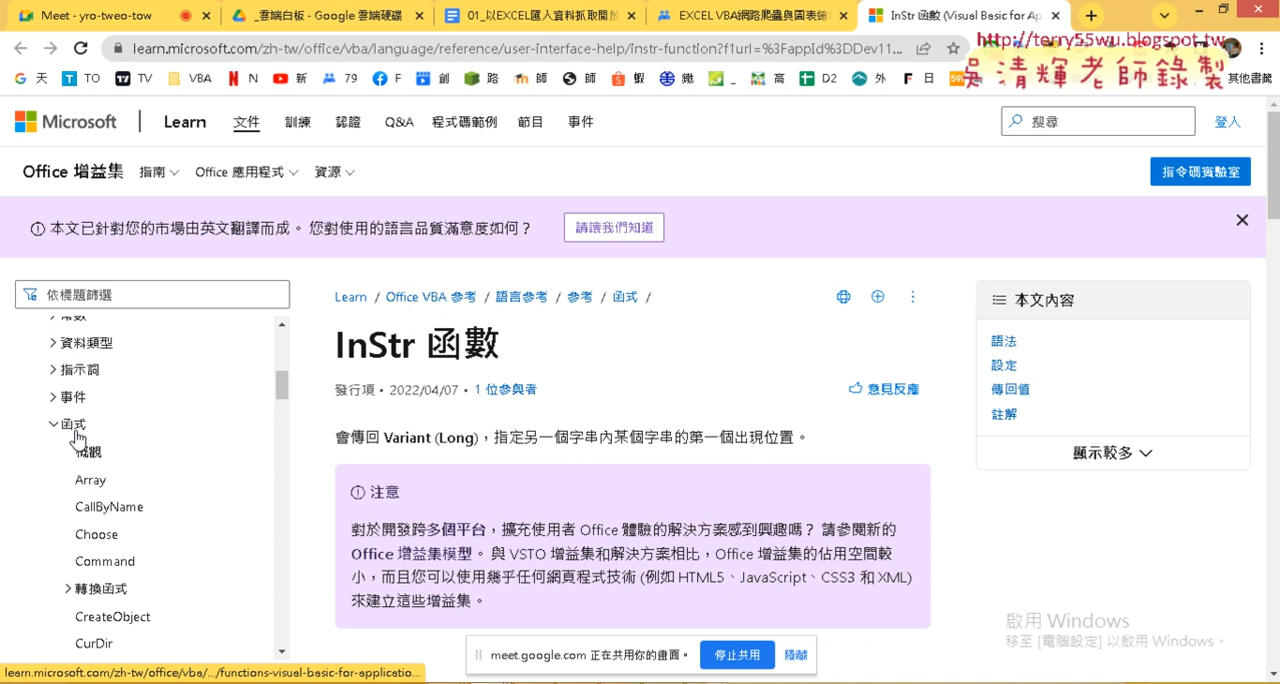 Meet - yro-tweo-tow
_雲端白板 - Google 雲端硬碟
01_以EXCEL匯入資料抓取開放
EXCEL VBA網路爬蟲與圖表統
InStr 函數 (Visual Basic for Ap
learn.microsoft.com/zh-tw/office/vba/language/reference/user-interface-help/instr-function?f1url=%3FappId%3DDev11...
http://terry55wu.blogspot.tw
吳清輝老師錄製
天 TO TV VBA N 新 79 F 創 路 師 師 蝦 _ 高 D2 外 日 其他書籤
Microsoft Learn 文件 訓練 認證 Q&A 程式碼範例 節目 事件 搜尋 登入
Office 增益集 指南 Office 應用程式 資源 指令碼實驗室
本文已針對您的市場由英文翻譯而成。 您對使用的語言品質滿意度如何？ 請讓我們知道
依標題篩選
常數
資料類型
指示詞
事件
函式
概觀
Array
CallByName
Choose
Command
轉換函式
CreateObject
CurDir
Learn / Office VBA 參考 / 語言參考 / 參考 / 函式 /
InStr 函數
發行項 • 2022/04/07 • 1 位參與者
意見反應
會傳回 Variant (Long)，指定另一個字串內某個字串的第一個出現位置。
注意
對於開發跨多個平台，擴充使用者 Office 體驗的解決方案感到興趣嗎？ 請參閱新的
Office 增益集模型。 與 VSTO 增益集和解決方案相比，Office 增益集的佔用空間較
小，而且您可以使用幾乎任何網頁程式技術 (例如 HTML5、JavaScript、CSS3 和 XML)
來建立這些增益集。
本文內容
語法
設定
傳回值
註解
顯示較多
啟用 Windows
移至 [電腦設定] 以啟用 Windows。
meet.google.com 正在共用你的畫面。 停止共用 隱藏
learn.microsoft.com/zh-tw/office/vba/.../functions-visual-basic-for-applicatio...